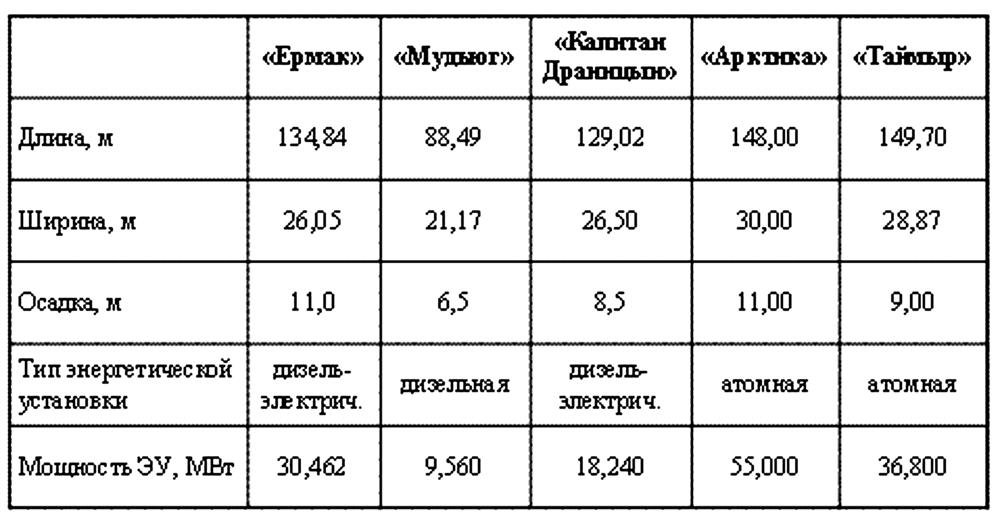 «Ермак» «Мудьюг» «Капитан Драницын» «Арктика» «Таймыр»
Длина, м 134,84 88,49 129,02 148,00 149,70
Ширина, м 26,05 21,17 26,50 30,00 28,87
Осадка, м 11,0 6,5 8,5 11,00 9,00
Тип энергетической установки дизель-электрич. дизельная дизель-электрич. атомная атомная
Мощность ЭУ, МВт 30,462 9,560 18,240 55,000 36,800